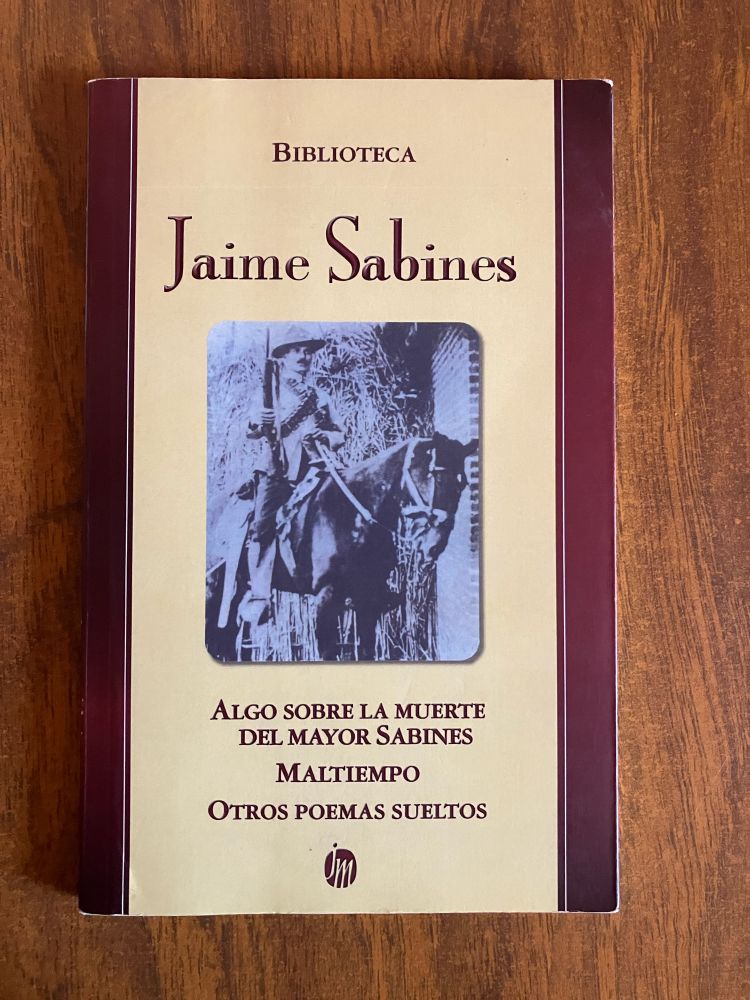 BIBLIOTECA
Jaime Sabines
ALGO SOBRE LA MUERTE
DEL MAYOR SABINES
MALTIEMPO
OTROS POEMAS SUELTOS
jm